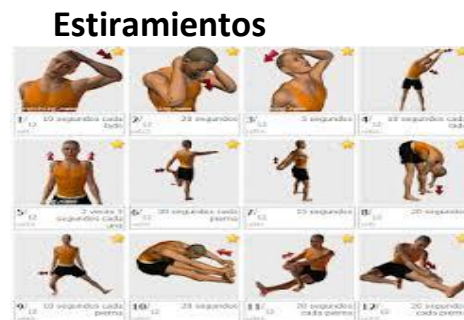 Estiramientos
1/12 10 segundos cada lado
2/12 20 segundos
3/12 5 segundos
4/12 10 segundos cada lado
5/12 2 veces 5 segundos cada uno
6/12 20 segundos cada pierna
7/12 15 segundos
8/12 20 segundos
9/12 10 segundos cada pierna
10/12 20 segundos
11/12 20 segundos cada pierna
12/12 20 segundos cada pierna